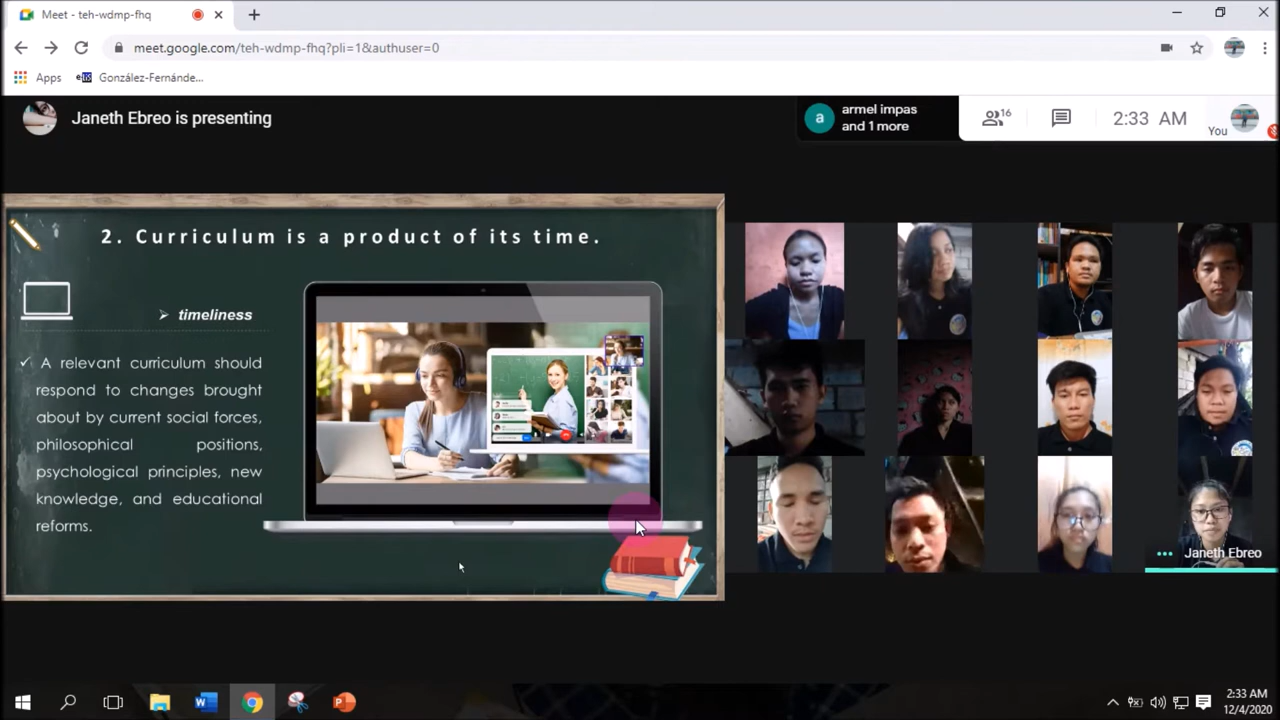 Meet - teh-wdmp-fhq
meet.google.com/teh-wdmp-fhq?pli=1&authuser=0
Apps
González-Fernánde...
Janeth Ebreo is presenting
a
armel impas
and 1 more
16
2:33 AM
You
2. Curriculum is a product of its time.
➢ timeliness
✓ A relevant curriculum should
respond to changes brought
about by current social forces,
philosophical positions,
psychological principles, new
knowledge, and educational
reforms.
Janeth Ebreo
2:33 AM
12/4/2020